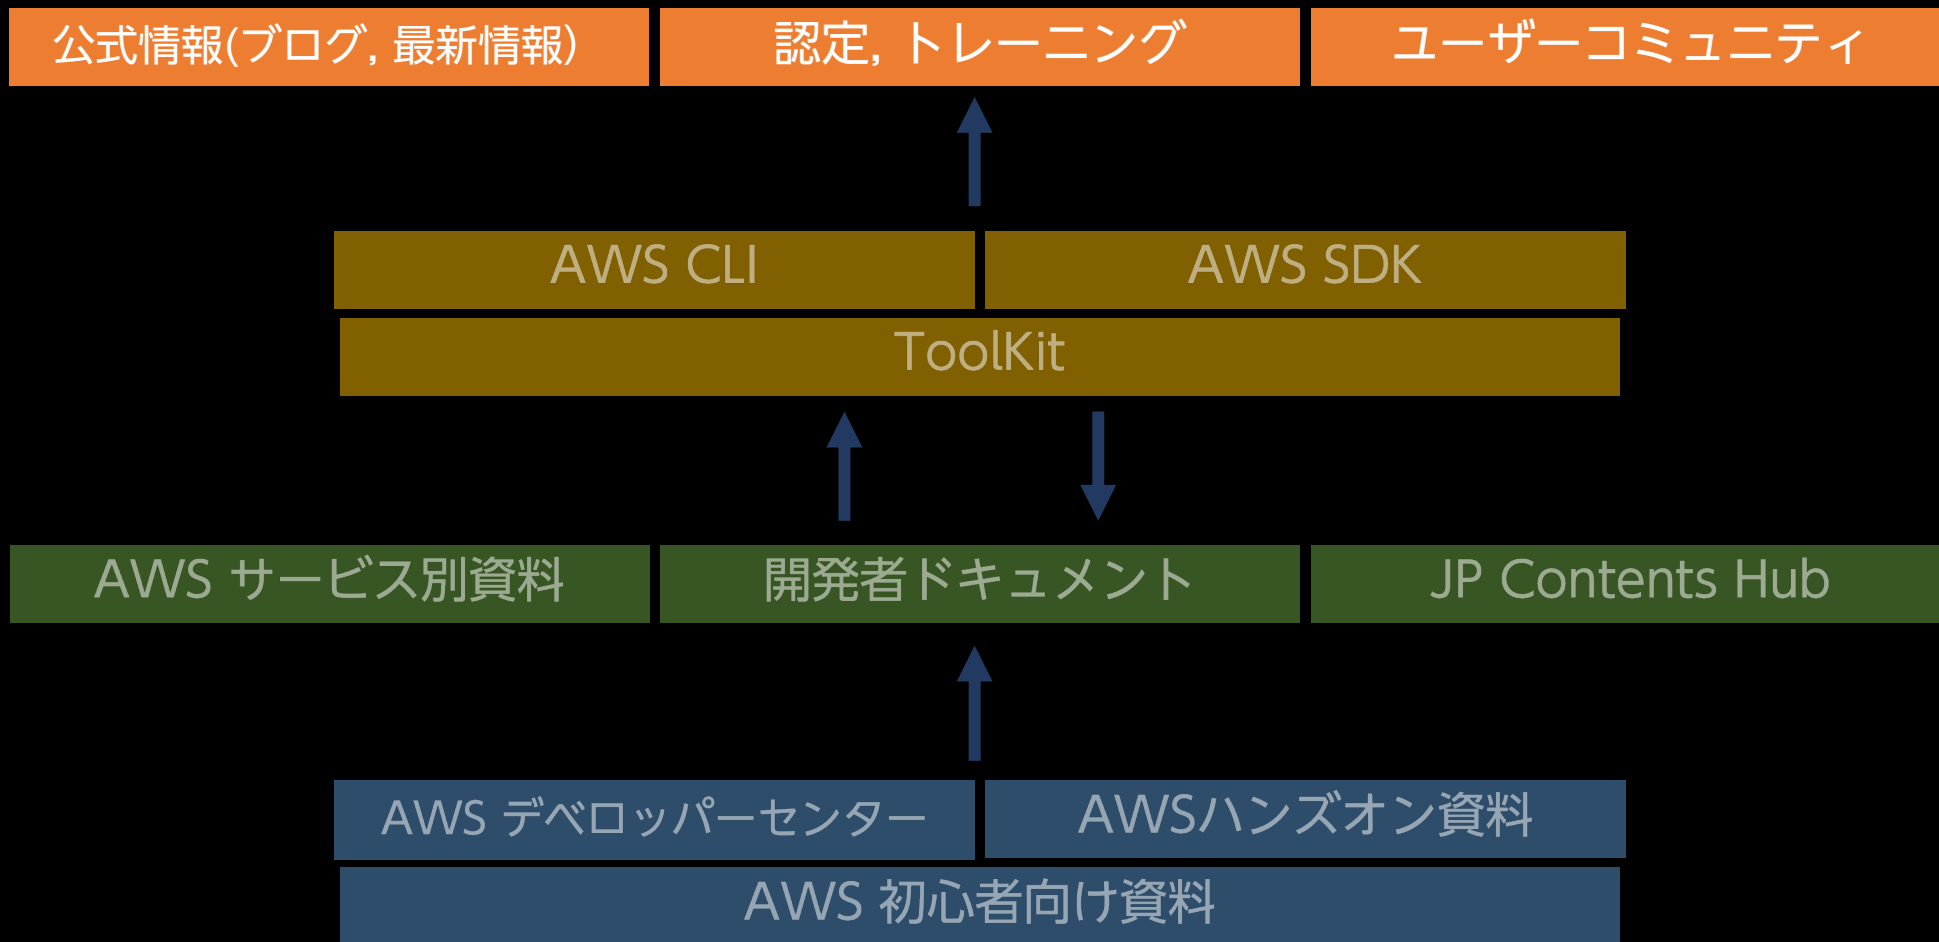 公式情報(ブログ, 最新情報)
認定, トレーニング
ユーザーコミュニティ
AWS CLI
AWS SDK
ToolKit
AWS サービス別資料
開発者ドキュメント
JP Contents Hub
AWS デベロッパーセンター
AWSハンズオン資料
AWS 初心者向け資料